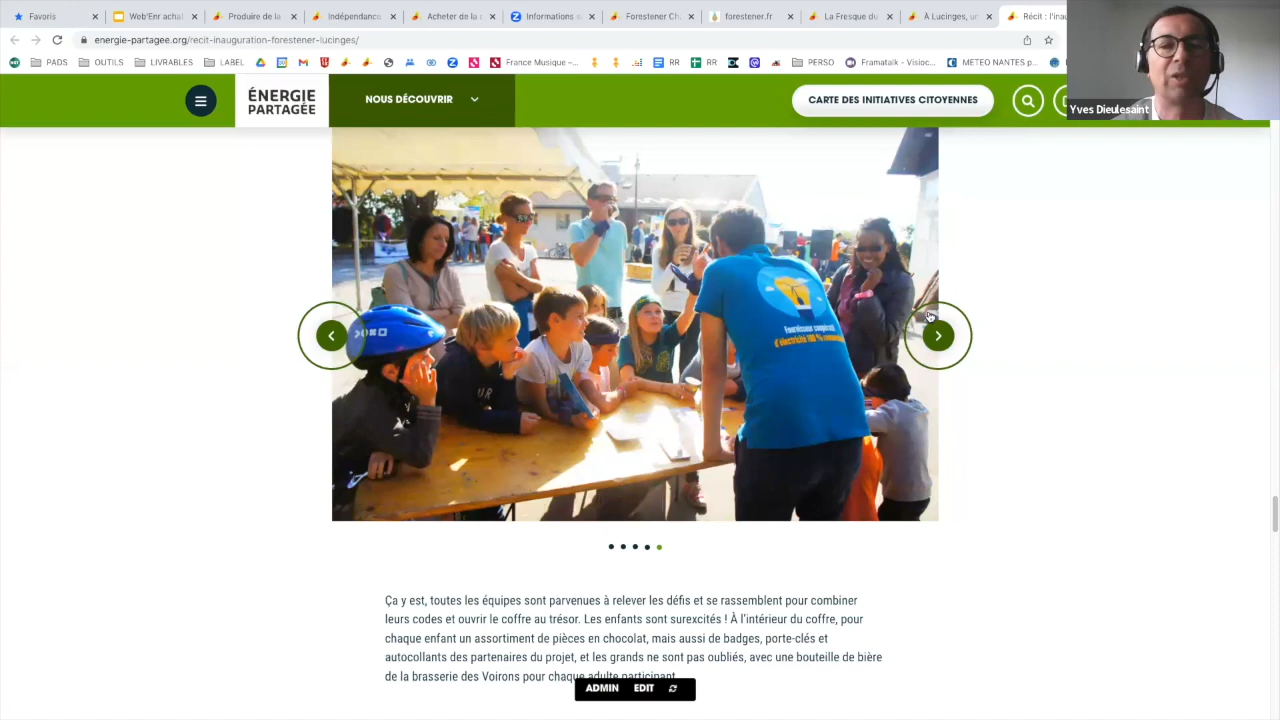 Favoris
Web'Enr achat
Produire de la
Indépendance
Acheter de la c
Informations s
Forestener Ch
forestener.fr
La Fresque du
À Lucinges, un
Récit : l'inau
energie-partagee.org/recit-inauguration-forestener-lucinges/
PADS
OUTILS
LIVRABLES
LABEL
France Musique –...
RR
RR
PERSO
Framatalk – Visioc...
METEO NANTES p...
Yves Dieulesaint
ÉNERGIE
PARTAGÉE
NOUS DÉCOUVRIR
CARTE DES INITIATIVES CITOYENNES
Fournisseur
d'électricité 100 %
Ça y est, toutes les équipes sont parvenues à relever les défis et se rassemblent pour combiner
leurs codes et ouvrir le coffre au trésor. Les enfants sont surexcités ! À l'intérieur du coffre, pour
chaque enfant un assortiment de pièces en chocolat, mais aussi de badges, porte-clés et
autocollants des partenaires du projet, et les grands ne sont pas oubliés, avec une bouteille de bière
de la brasserie des Voirons pour chaque adulte participant.
ADMIN EDIT